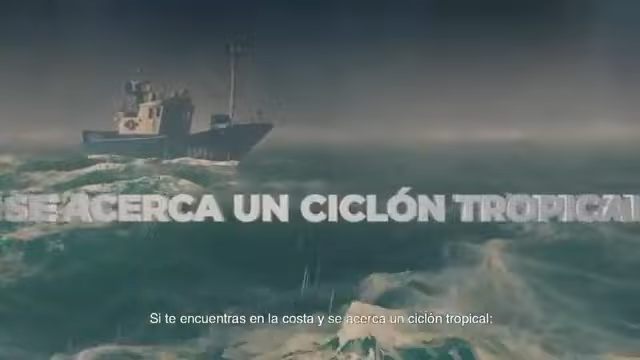 SE ACERCA UN CICLÓN TROPICAL
Si te encuentras en la costa y se acerca un ciclón tropical: